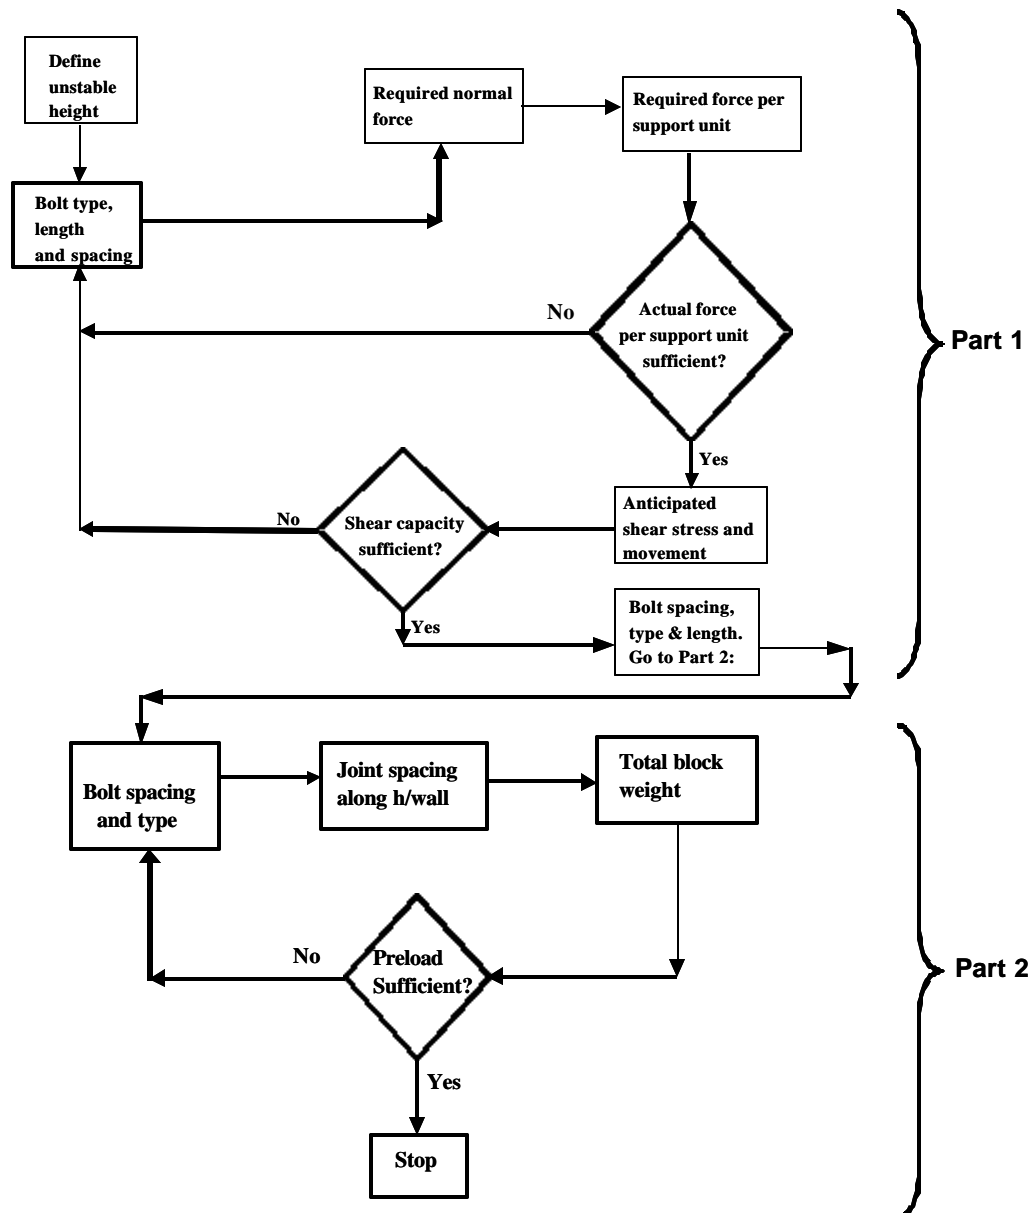 Define
unstable
height
Required normal
force
Required force per
support unit
Bolt type,
length
and spacing
No
Actual force
per support unit
sufficient?
Part 1
Yes
Anticipated
shear stress and
movement
No
Shear capacity
sufficient?
Yes
Bolt spacing,
type & length.
Go to Part 2:
Bolt spacing
and type
Joint spacing
along h/wall
Total block
weight
No
Preload
Sufficient?
Part 2
Yes
Stop